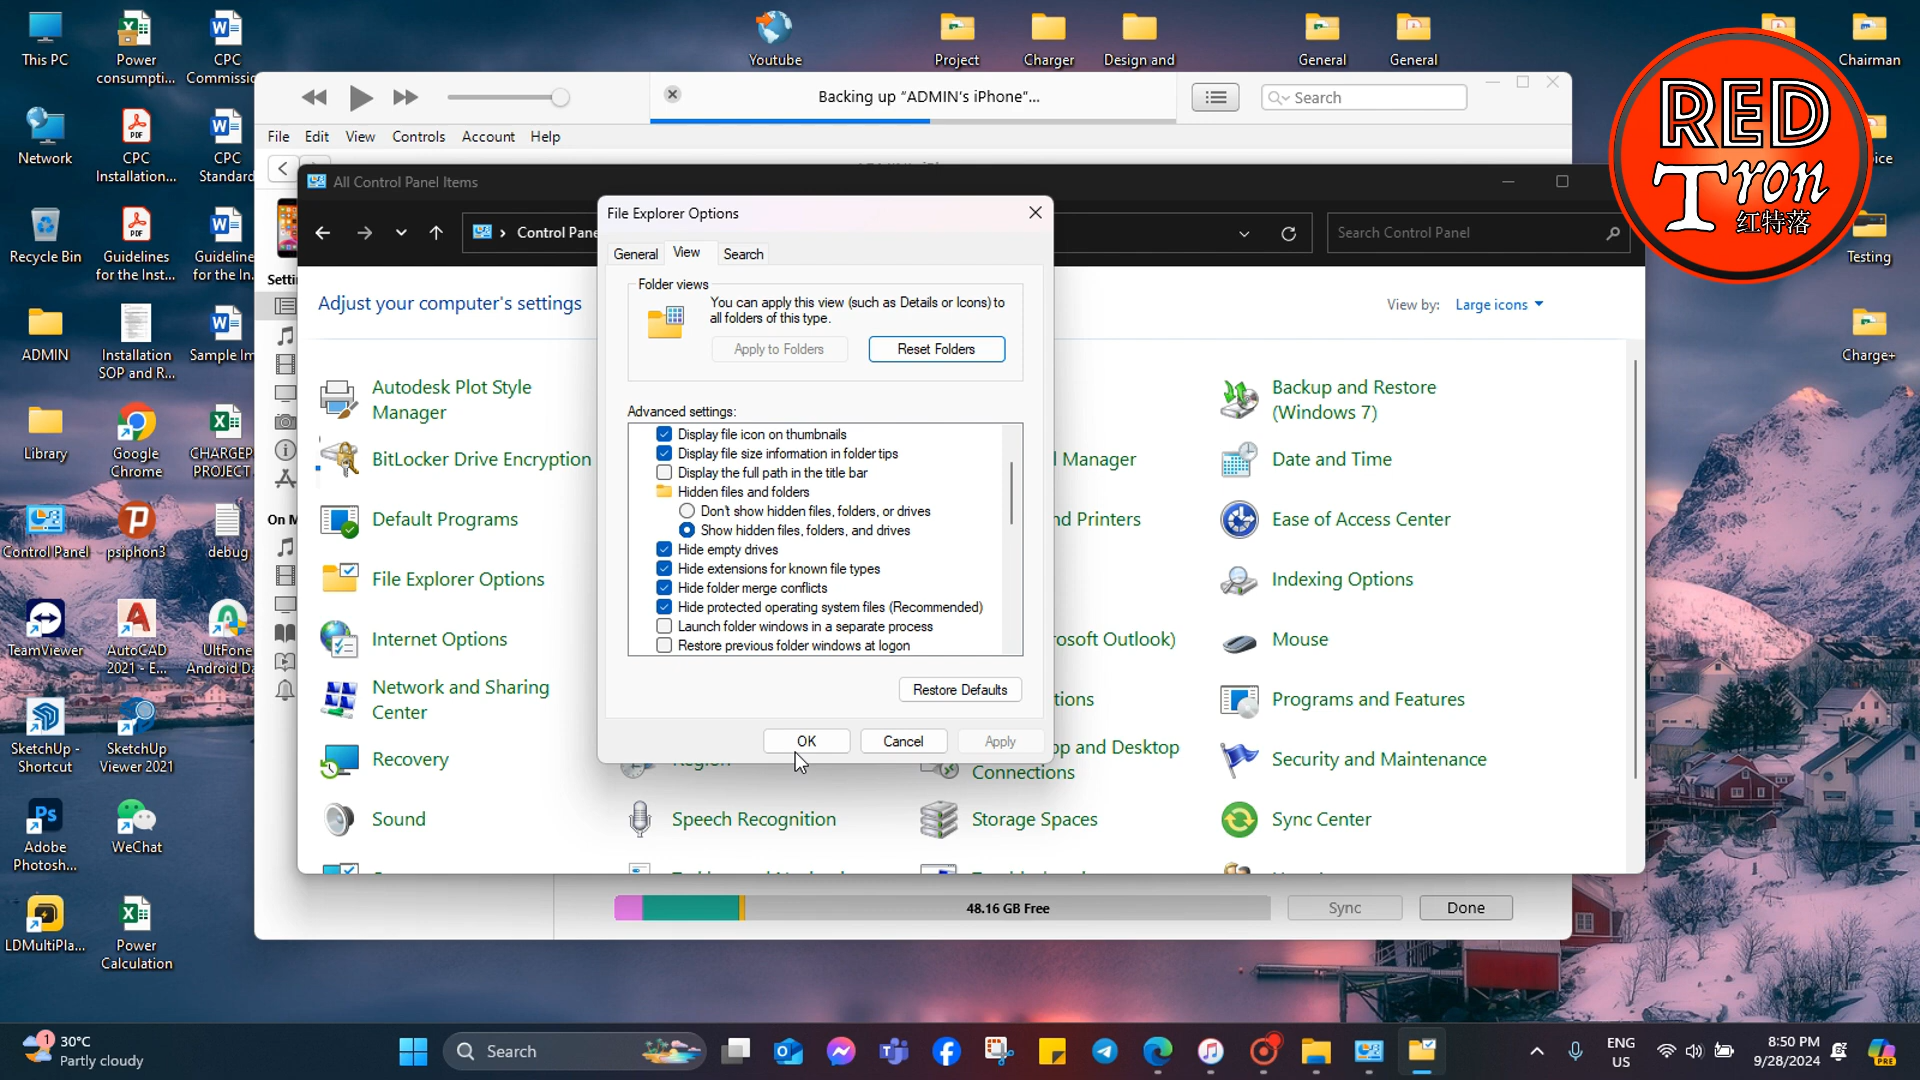 This PC
Power
consumpti...
CPC
Commissic
Youtube
Project
Charger
Design and
General
General
Chairman
RED
Tron
红特落
Backing up “ADMIN’s iPhone”...
Search
File
Edit
View
Controls
Account
Help
Network
CPC
Installation...
CPC
Standard
All Control Panel Items
File Explorer Options
Control Pane
Search Control Panel
General
View
Search
Recycle Bin
Guidelines
for the Inst...
Guideline
for the In.
Testing
Adjust your computer's settings
View by:
Large icons
Folder views
You can apply this view (such as Details or Icons) to
all folders of this type.
Apply to Folders
Reset Folders
ADMIN
Installation
SOP and R...
Sample Im
Charge+
Autodesk Plot Style
Manager
Backup and Restore
(Windows 7)
Advanced settings:
Display file icon on thumbnails
Display file size information in folder tips
Display the full path in the title bar
Hidden files and folders
Don't show hidden files, folders, or drives
Show hidden files, folders, and drives
Hide empty drives
Hide extensions for known file types
Hide folder merge conflicts
Hide protected operating system files (Recommended)
Launch folder windows in a separate process
Restore previous folder windows at logon
Restore Defaults
OK
Cancel
Apply
Library
Google
Chrome
CHARGEP
PROJECT
BitLocker Drive Encryption
l Manager
Date and Time
Control Panel
psiphon3
debug
Default Programs
nd Printers
Ease of Access Center
File Explorer Options
Indexing Options
TeamViewer
AutoCAD
2021 - E...
UltFone
Android Da
Internet Options
osoft Outlook)
Mouse
Network and Sharing
Center
tions
Programs and Features
SketchUp -
Shortcut
SketchUp
Viewer 2021
Recovery
Region
pp and Desktop
Connections
Security and Maintenance
Adobe
Photosh...
WeChat
Sound
Speech Recognition
Storage Spaces
Sync Center
LDMultiPla...
Power
Calculation
48.16 GB Free
Sync
Done
1
30°C
Partly cloudy
Search
ENG
US
8:50 PM
9/28/2024
PRE